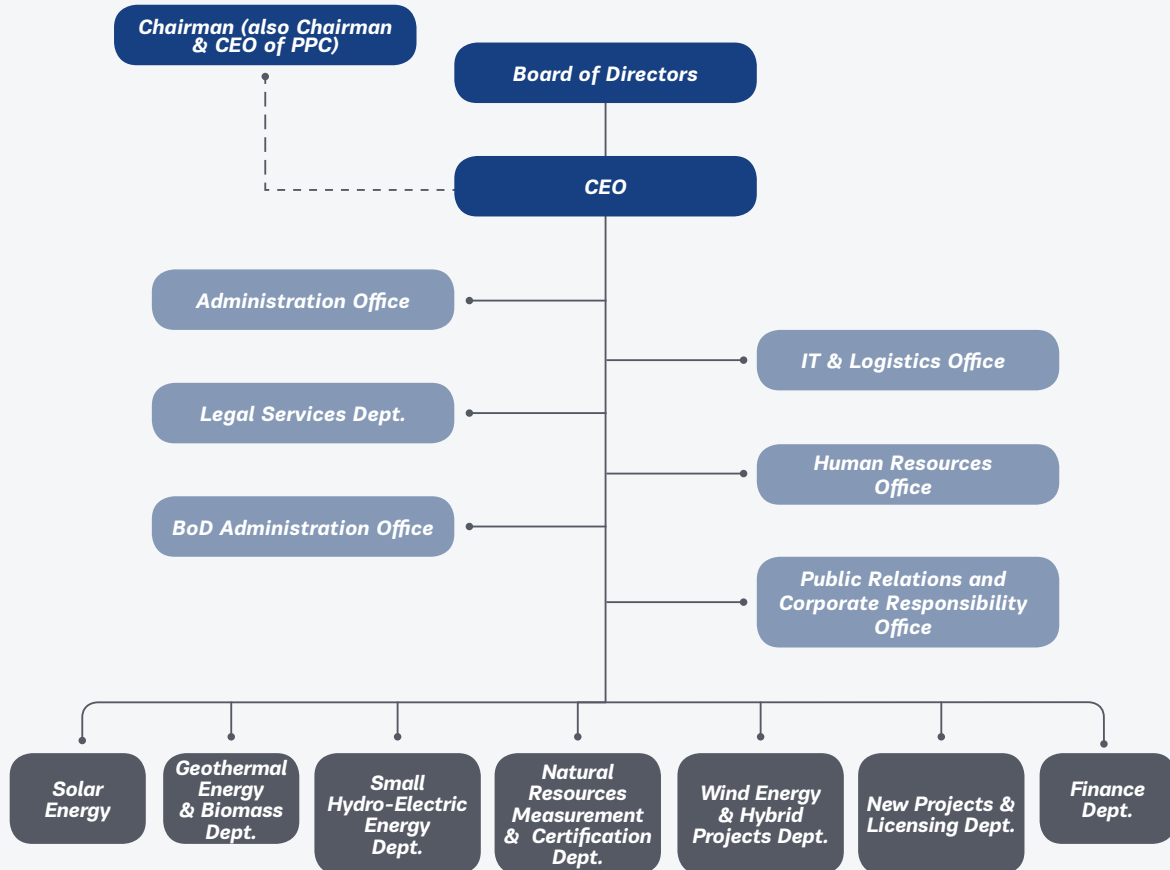 Chairman (also Chairman
& CEO of PPC)
Board of Directors
CEO
Administration Office
IT & Logistics Office
Legal Services Dept.
Human Resources
Office
BoD Administration Office
Public Relations and
Corporate Responsibility
Office
Solar
Energy
Geothermal
Energy
& Biomass
Dept.
Small
Hydro-Electric
Energy
Dept.
Natural
Resources
Measurement
& Certification
Dept.
Wind Energy
& Hybrid
Projects Dept.
New Projects &
Licensing Dept.
Finance
Dept.